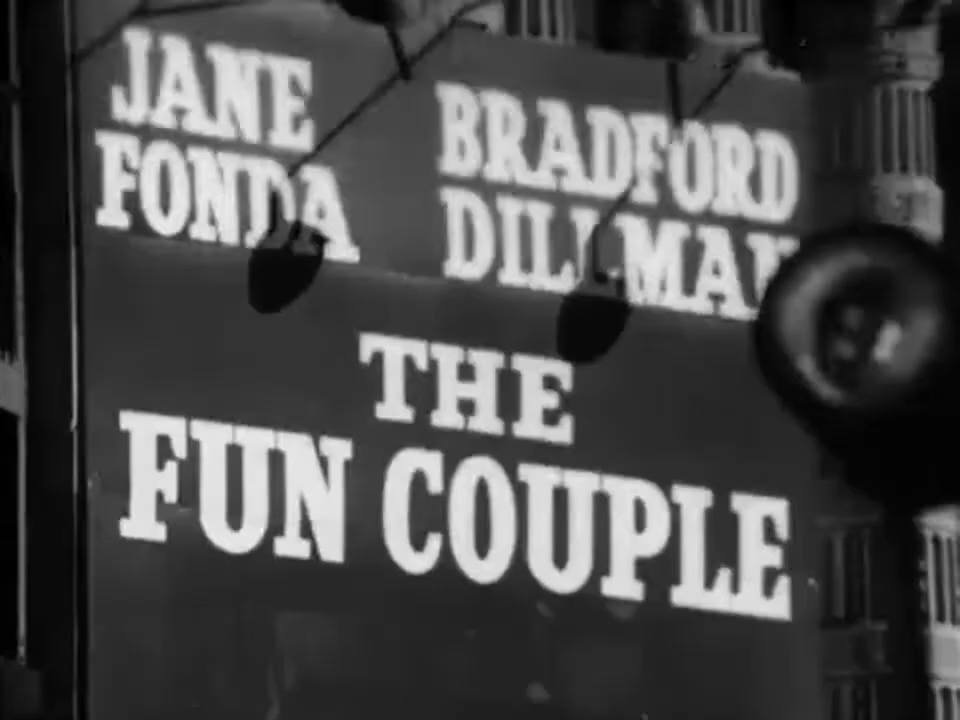 JANE
FONDA
BRADFORD
DILLMAN
THE
FUN COUPLE